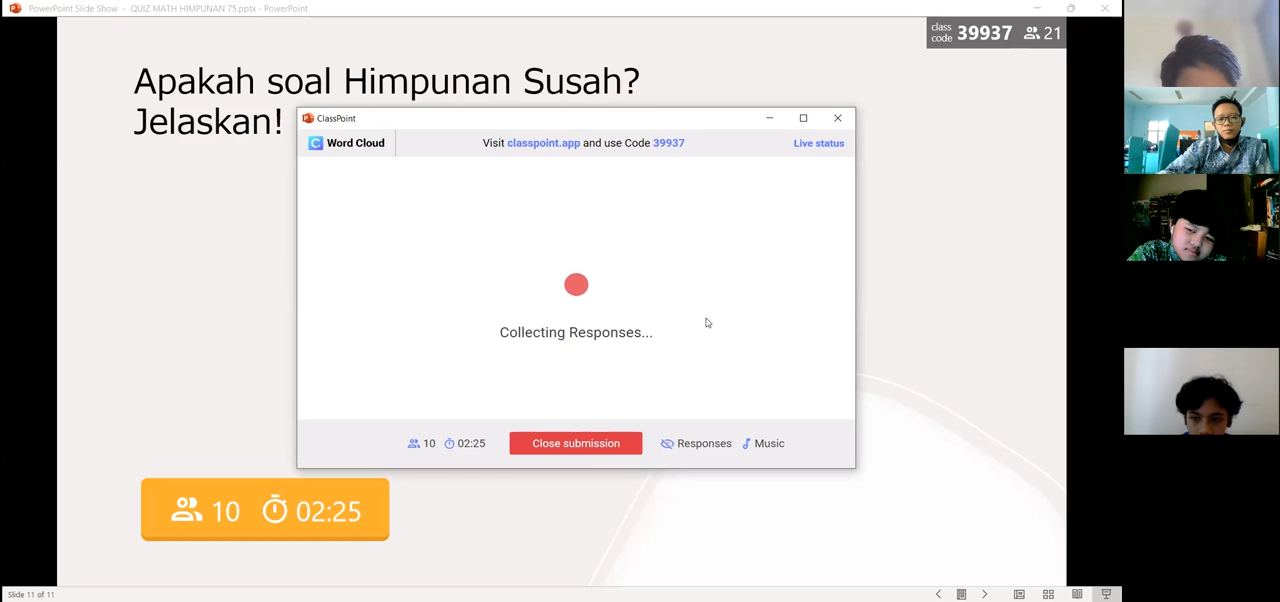 PowerPoint Slide Show - QUIZ MATH HIMPUNAN 75.pptx - PowerPoint
class code 39937 21
Apakah soal Himpunan Susah?
Jelaskan!
ClassPoint
Word Cloud
Visit classpoint.app and use Code 39937
Live status
Collecting Responses...
10 02:25
Close submission
Responses
Music
10 02:25
Slide 11 of 11